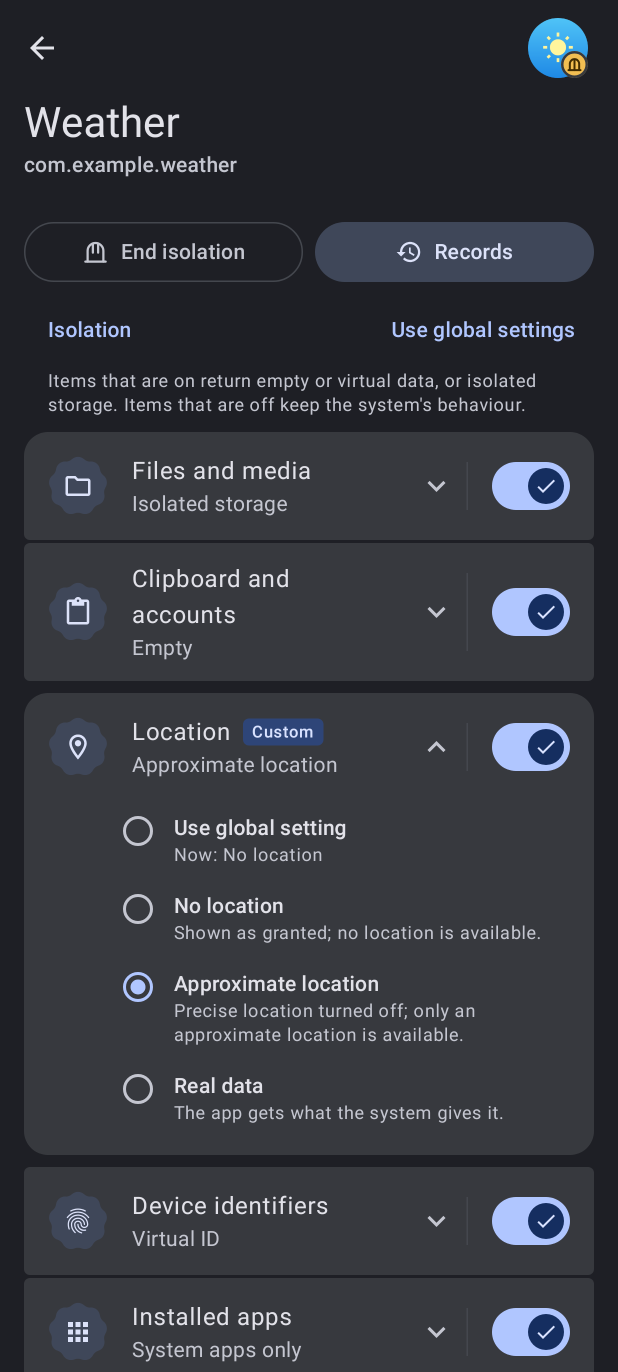 Weather
com.example.weather
End isolation
Records
Isolation
Use global settings
Items that are on return empty or virtual data, or isolated
storage. Items that are off keep the system's behaviour.
Files and media
Isolated storage
Clipboard and
accounts
Empty
Location
Custom
Approximate location
Use global setting
Now: No location
No location
Shown as granted; no location is available.
Approximate location
Precise location turned off; only an
approximate location is available.
Real data
The app gets what the system gives it.
Device identifiers
Virtual ID
Installed apps
System apps only